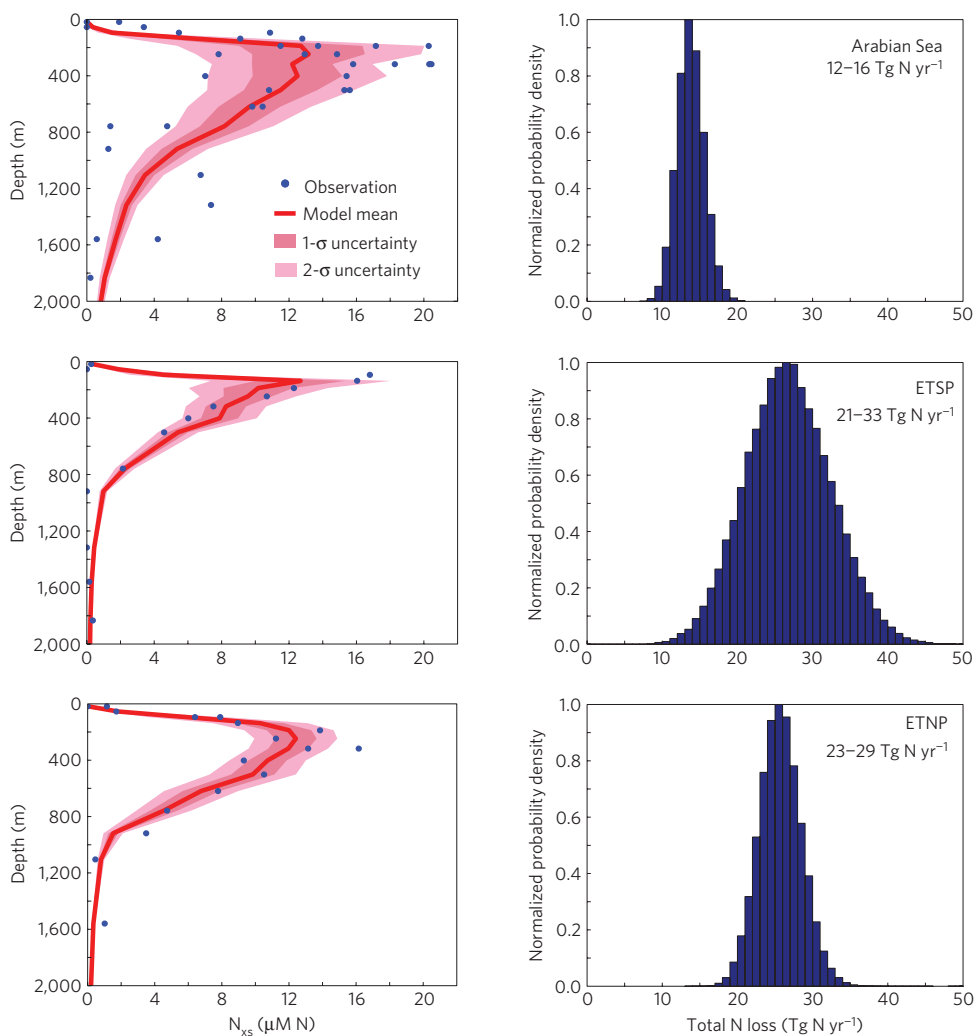 0
400
800
1,200
1,600
2,000
Depth (m)
0 4 8 12 16 20
Observation
Model mean
1-σ uncertainty
2-σ uncertainty
1.0
0.8
0.6
0.4
0.2
0.0
Normalized probability density
0 10 20 30 40 50
Arabian Sea
12–16 Tg N yr⁻¹
0
400
800
1,200
1,600
2,000
Depth (m)
0 4 8 12 16 20
1.0
0.8
0.6
0.4
0.2
0.0
Normalized probability density
0 10 20 30 40 50
ETSP
21–33 Tg N yr⁻¹
0
400
800
1,200
1,600
2,000
Depth (m)
0 4 8 12 16 20
Nxs (μM N)
1.0
0.8
0.6
0.4
0.2
0.0
Normalized probability density
0 10 20 30 40 50
Total N loss (Tg N yr⁻¹)
ETNP
23–29 Tg N yr⁻¹